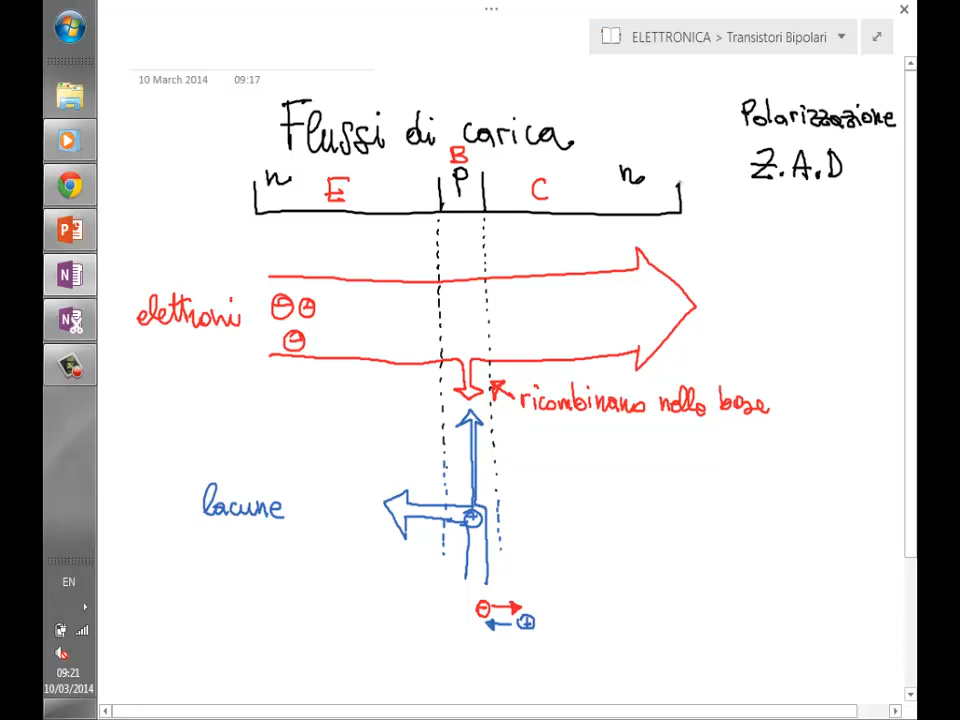 ELETTRONICA > Transistori Bipolari
10 March 2014 09:17
Polarizzazione
Z.A.D
Flussi di carica
n E B P C n
elettroni
ricombinano nella base
lacune
EN
09:21
10/03/2014